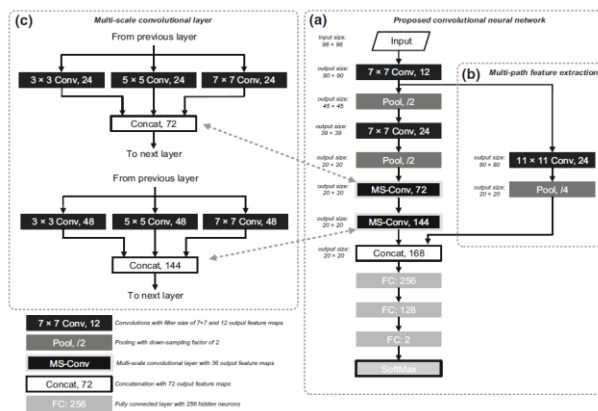 (c)
Multi-scale convolutional layer
From previous layer
3 × 3 Conv, 24
5 × 5 Conv, 24
7 × 7 Conv, 24
Concat, 72
To next layer
From previous layer
3 × 3 Conv, 48
5 × 5 Conv, 48
7 × 7 Conv, 48
Concat, 144
To next layer
7 × 7 Conv, 12
Convolutions with filter size of 7×7 and 12 output feature maps
Pool, /2
Pooling with down-sampling factor of 2
MS-Conv
Multi-scale convolutional layer with 36 output feature maps
Concat, 72
Concatenation with 72 output feature maps
FC: 256
Fully connected layer with 256 hidden neurons
(a)
Proposed convolutional neural network
Input size:
96 × 96
Input
output size:
90 × 90
7 × 7 Conv, 12
output size:
45 × 45
Pool, /2
output size:
39 × 39
7 × 7 Conv, 24
output size:
20 × 20
Pool, /2
output size:
20 × 20
MS-Conv, 72
output size:
20 × 20
MS-Conv, 144
output size:
20 × 20
Concat, 168
FC: 256
FC: 128
FC: 2
SoftMax
(b)
Multi-path feature extraction
output size:
80 × 80
11 × 11 Conv, 24
output size:
20 × 20
Pool, /4